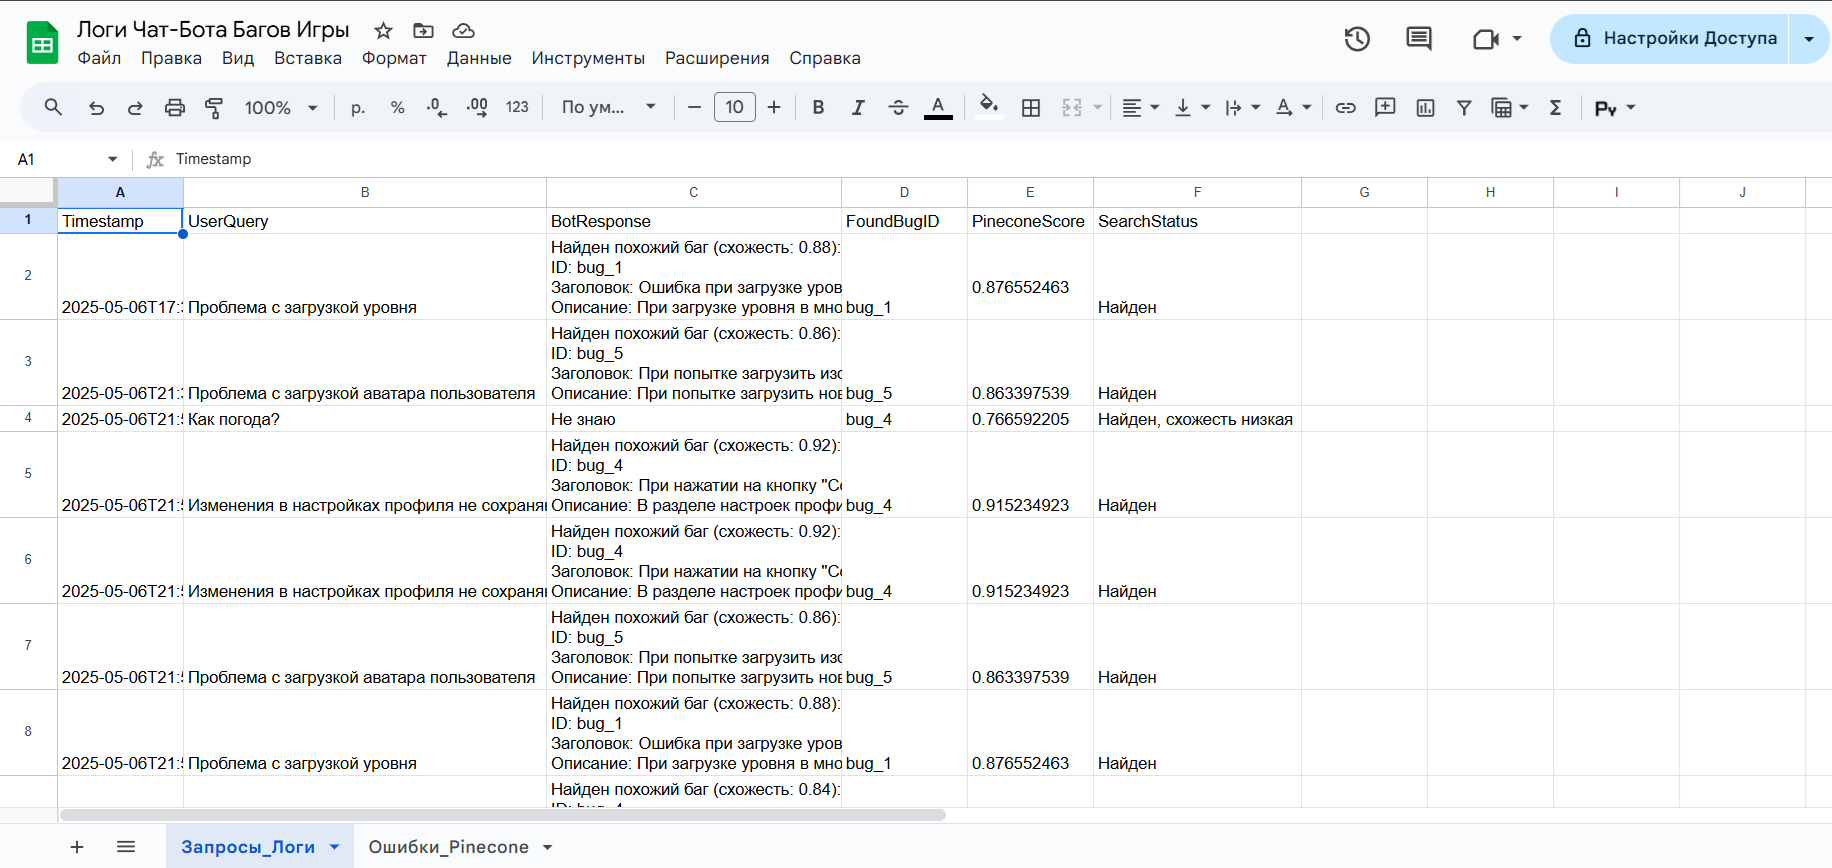 Логи Чат-Бота Багов Игры
Файл Правка Вид Вставка Формат Данные Инструменты Расширения Справка
Настройки Доступа
100% р. % .0 .00 123 По ум... 10 B I A A Σ Py
A1 fx Timestamp
A B C D E F G H I J
1 Timestamp UserQuery BotResponse FoundBugID PineconeScore SearchStatus
Найден похожий баг (схожесть: 0.88):
ID: bug_1
Заголовок: Ошибка при загрузке уров
2 2025-05-06T17: Проблема с загрузкой уровня Описание: При загрузке уровня в мно bug_1 0.876552463 Найден
Найден похожий баг (схожесть: 0.86):
ID: bug_5
Заголовок: При попытке загрузить изо
3 2025-05-06T21: Проблема с загрузкой аватара пользователя Описание: При попытке загрузить нов bug_5 0.863397539 Найден
4 2025-05-06T21: Как погода? Не знаю bug_4 0.766592205 Найден, схожесть низкая
Найден похожий баг (схожесть: 0.92):
ID: bug_4
Заголовок: При нажатии на кнопку "Со
5 2025-05-06T21: Изменения в настройках профиля не сохраня Описание: В разделе настроек профи bug_4 0.915234923 Найден
Найден похожий баг (схожесть: 0.92):
ID: bug_4
Заголовок: При нажатии на кнопку "Со
6 2025-05-06T21: Изменения в настройках профиля не сохраня Описание: В разделе настроек профи bug_4 0.915234923 Найден
Найден похожий баг (схожесть: 0.86):
ID: bug_5
Заголовок: При попытке загрузить изо
7 2025-05-06T21: Проблема с загрузкой аватара пользователя Описание: При попытке загрузить нов bug_5 0.863397539 Найден
Найден похожий баг (схожесть: 0.88):
ID: bug_1
Заголовок: Ошибка при загрузке уров
8 2025-05-06T21: Проблема с загрузкой уровня Описание: При загрузке уровня в мно bug_1 0.876552463 Найден
Найден похожий баг (схожесть: 0.84):
Запросы_Логи Ошибки_Pinecone